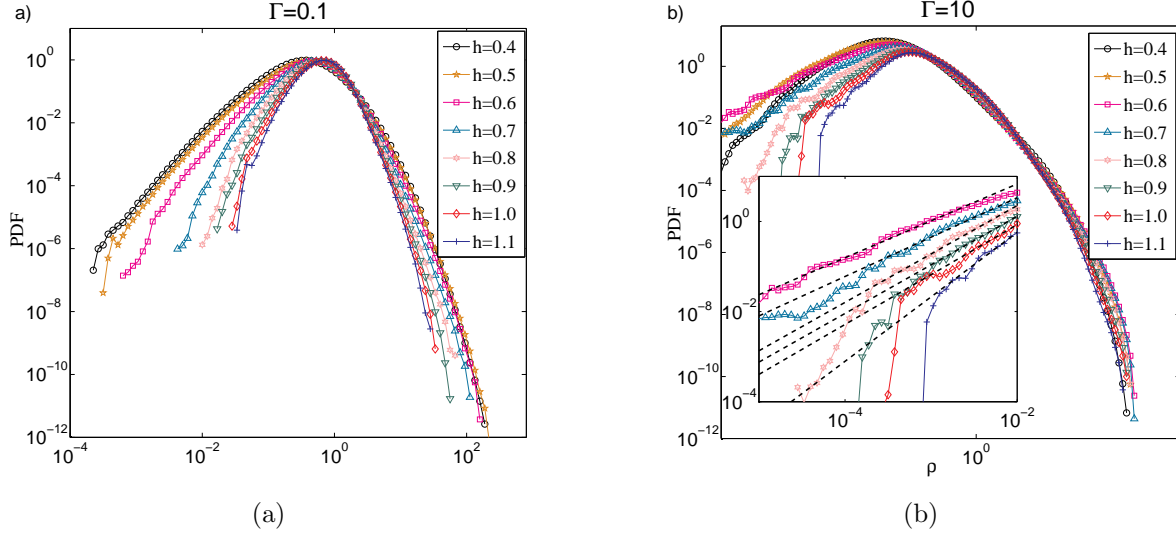 a)
Γ=0.1
PDF
10^0
10^-2
10^-4
10^-6
10^-8
10^-10
10^-12
10^-4
10^-2
10^0
10^2
h=0.4
h=0.5
h=0.6
h=0.7
h=0.8
h=0.9
h=1.0
h=1.1
(a)
b)
Γ=10
PDF
10^0
10^-2
10^-4
10^-6
10^-8
10^-10
10^-12
10^0
ρ
h=0.4
h=0.5
h=0.6
h=0.7
h=0.8
h=0.9
h=1.0
h=1.1
10^0
10^-2
10^-4
10^-4
10^-2
(b)